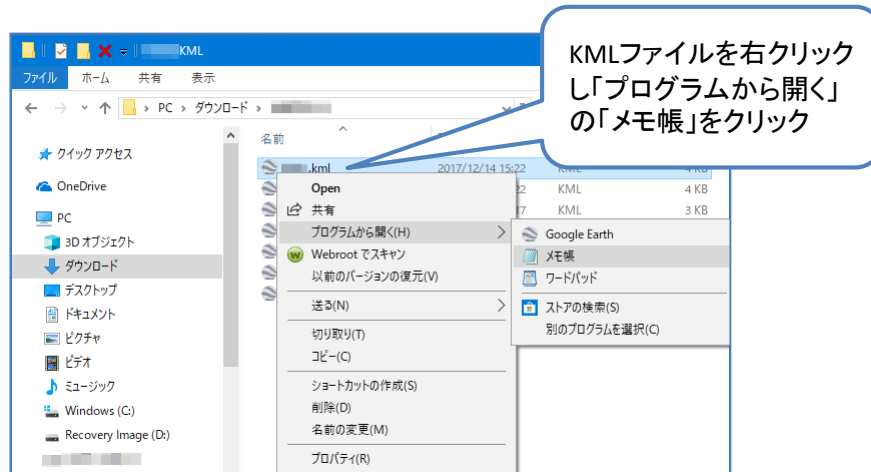 KMLファイルを右クリック
し「プログラムから開く」
の「メモ帳」をクリック
KML
ファイル ホーム 共有 表示
PC > ダウンロード >
名前
クイック アクセス
OneDrive
PC
3D オブジェクト
ダウンロード
デスクトップ
ドキュメント
ピクチャ
ビデオ
ミュージック
Windows (C:)
Recovery Image (D:)
.kml 2017/12/14 15:22 KML 4 KB
22 KML 4 KB
17 KML 3 KB
Open
共有
プログラムから開く(H)
Webroot でスキャン
以前のバージョンの復元(V)
送る(N)
切り取り(T)
コピー(C)
ショートカットの作成(S)
削除(D)
名前の変更(M)
プロパティ(R)
Google Earth
メモ帳
ワードパッド
ストアの検索(S)
別のプログラムを選択(C)